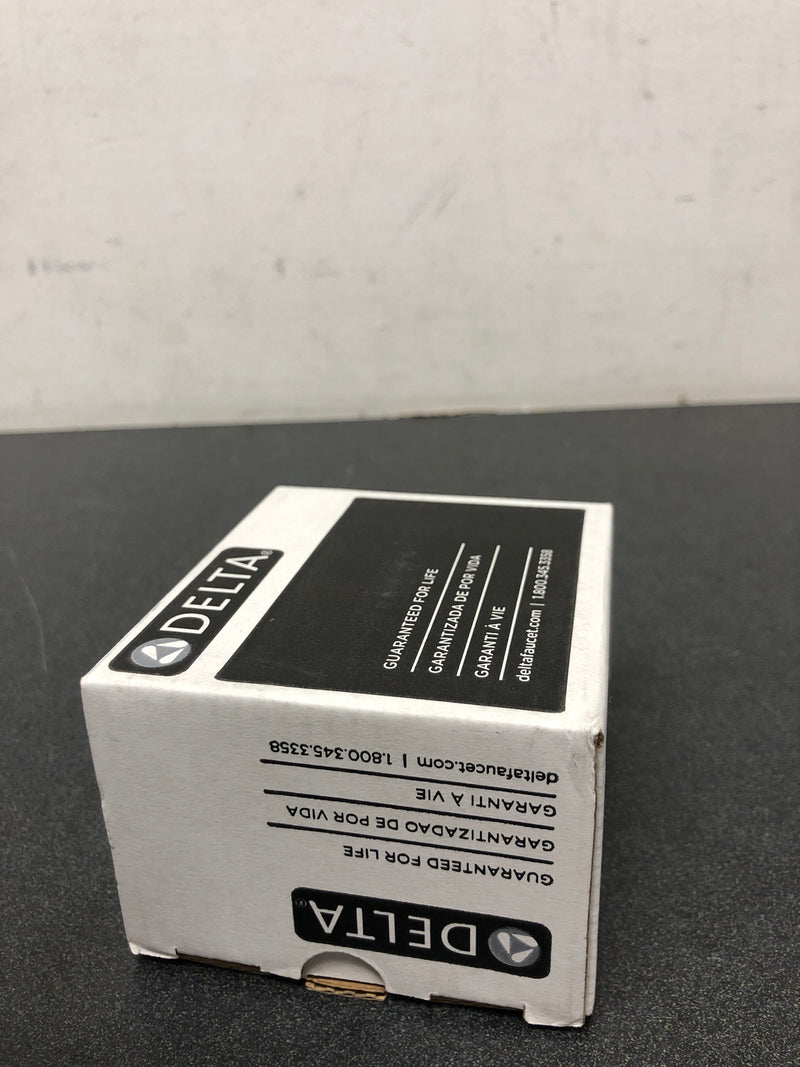 DELTA®
GUARANTEED FOR LIFE
GARANTIZADA DE POR VIDA
GARANTI à VIE
deltafaucet.com | 1.800.345.3358
DELTA®
GUARANTEED FOR LIFE
GARANTIZADAO DE POR VIDA
GARANTI À VIE
deltafaucet.com | 1.800.345.3358